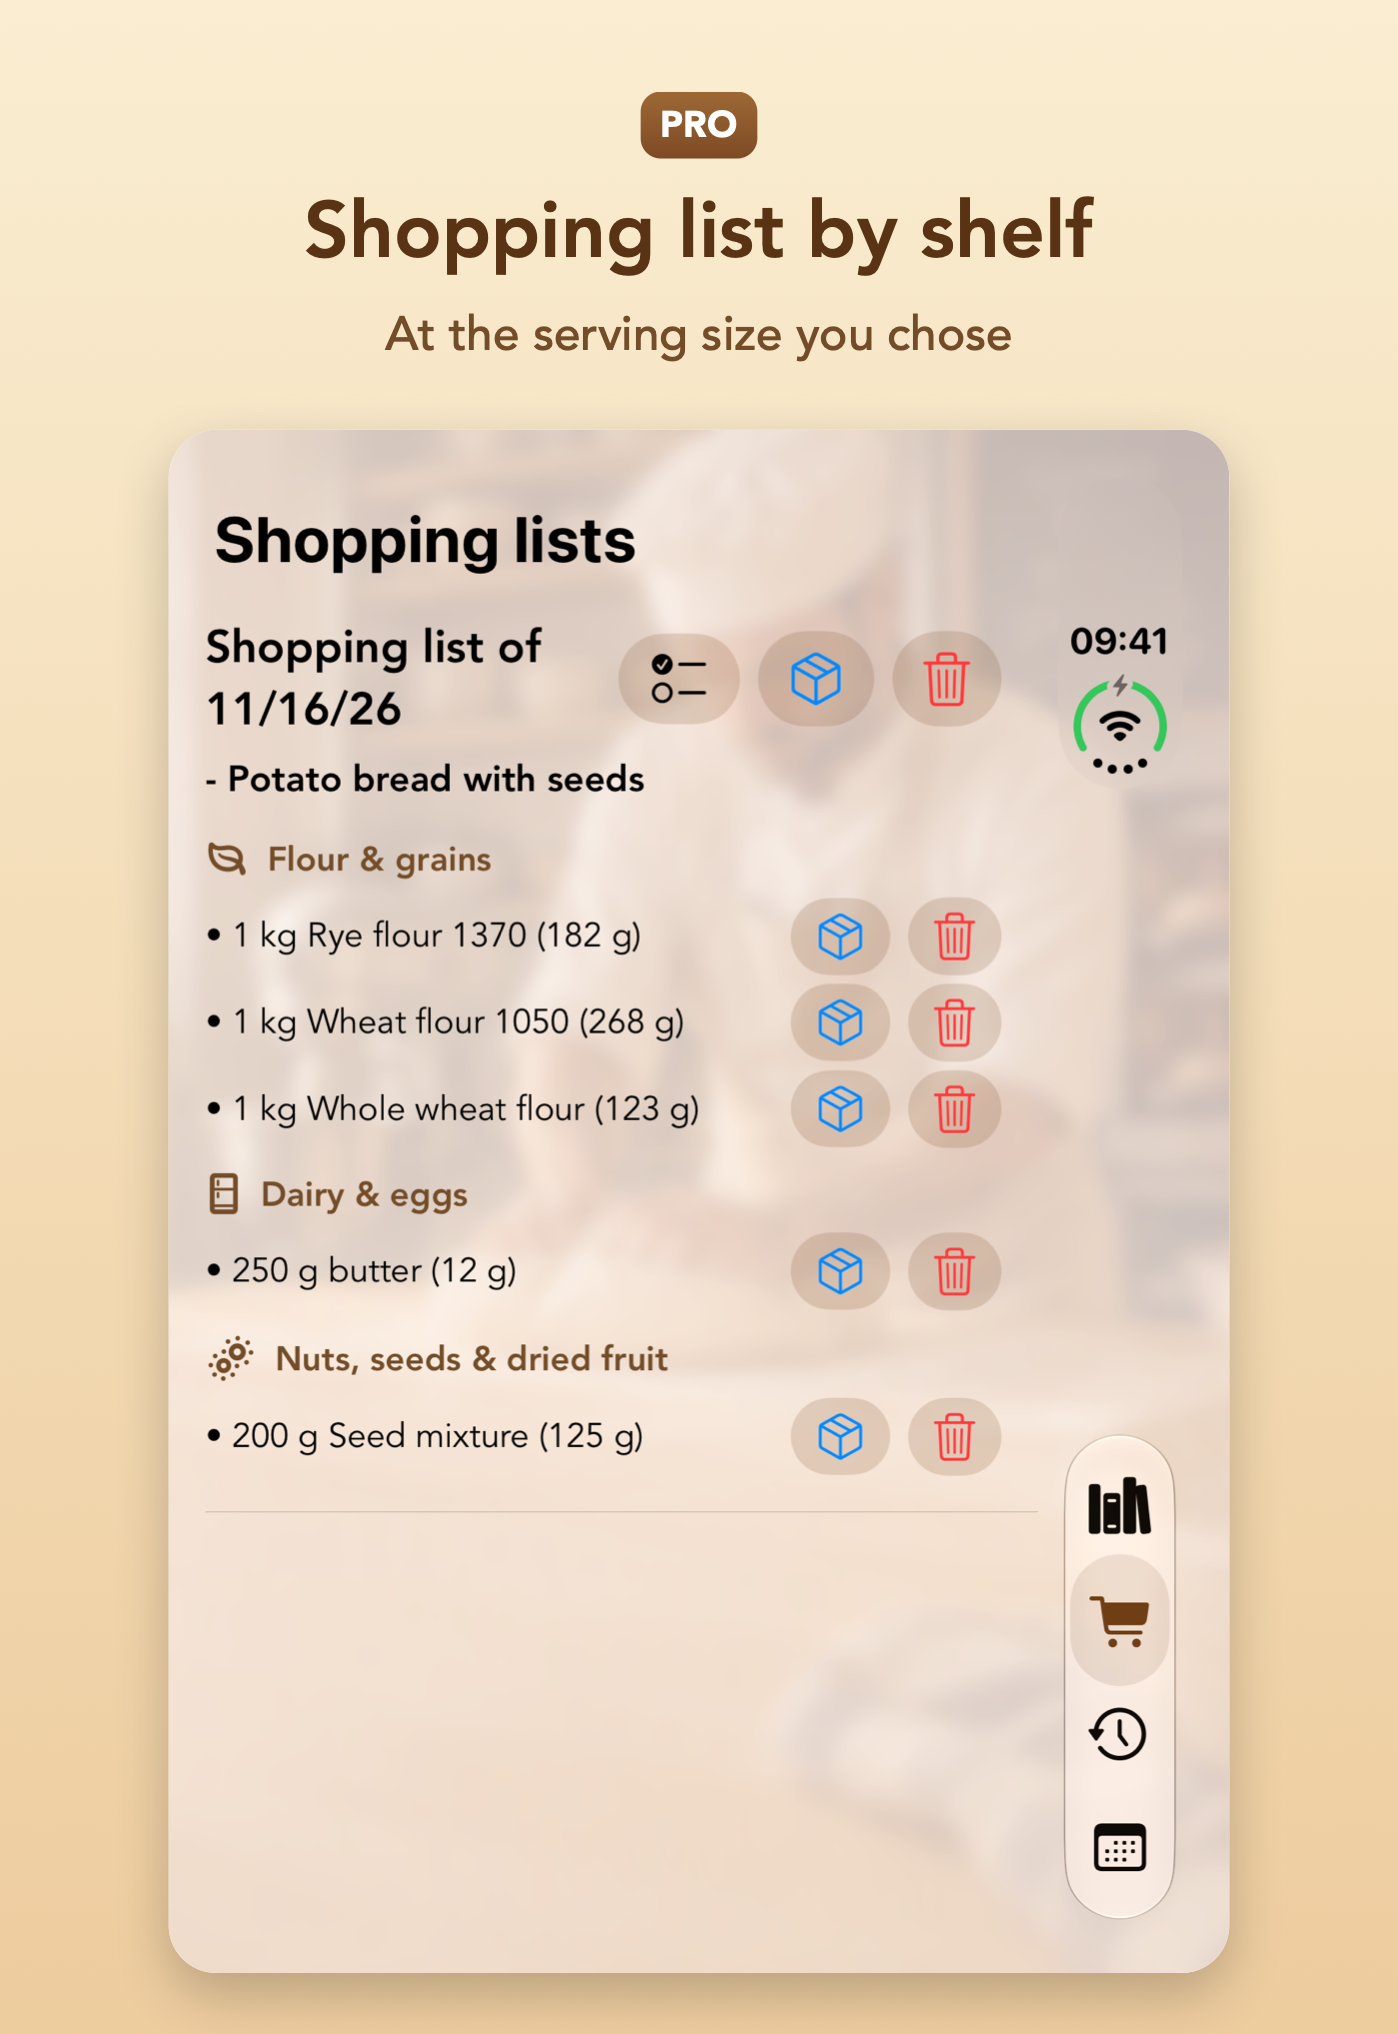 PRO
Shopping list by shelf
At the serving size you chose
Shopping lists
Shopping list of
11/16/26
09:41
- Potato bread with seeds
Flour & grains
• 1 kg Rye flour 1370 (182 g)
• 1 kg Wheat flour 1050 (268 g)
• 1 kg Whole wheat flour (123 g)
Dairy & eggs
• 250 g butter (12 g)
Nuts, seeds & dried fruit
• 200 g Seed mixture (125 g)